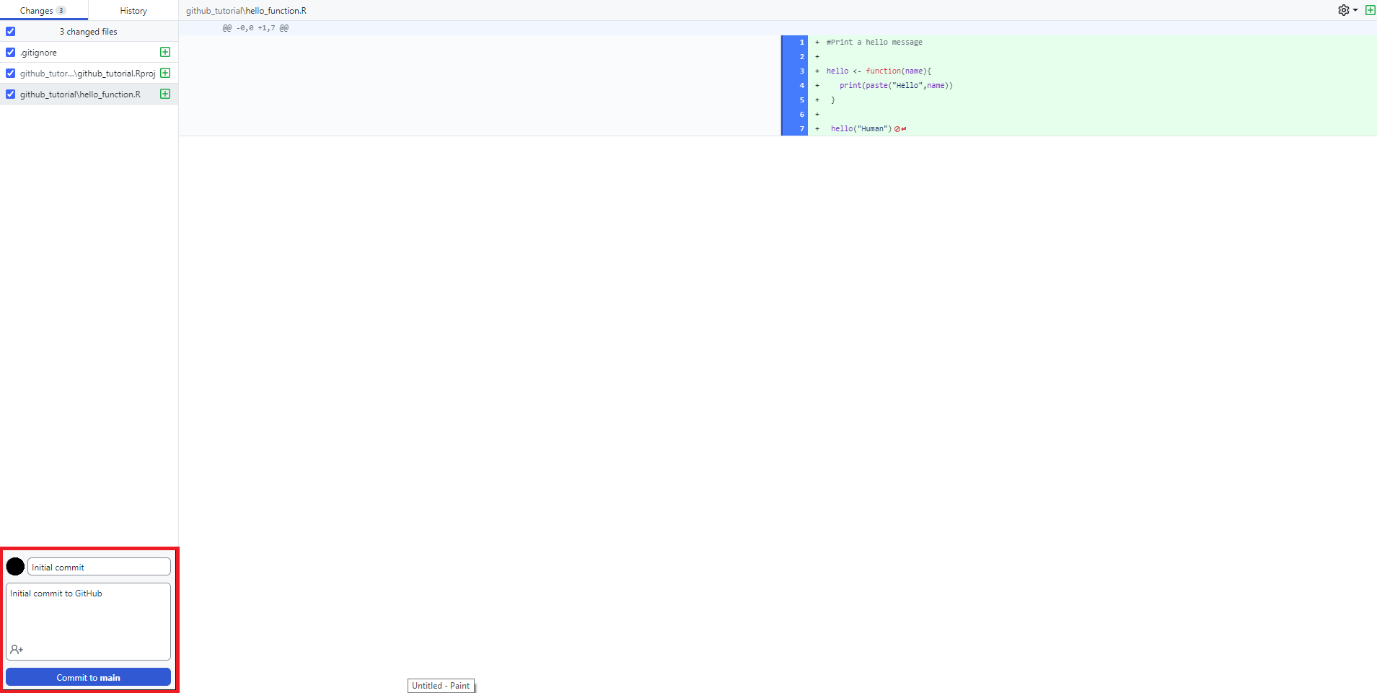 Changes 3
History
github_tutorial\hello_function.R
3 changed files
.gitignore
github_tutor...\github_tutorial.Rproj
github_tutorial\hello_function.R
@@ -0,0 +1,7 @@
1 + #Print a hello message
2 +
3 + hello <- function(name){
4 + print(paste("Hello",name))
5 + }
6 +
7 + hello("Human")
Initial commit
Initial commit to GitHub
Commit to main
Untitled - Paint